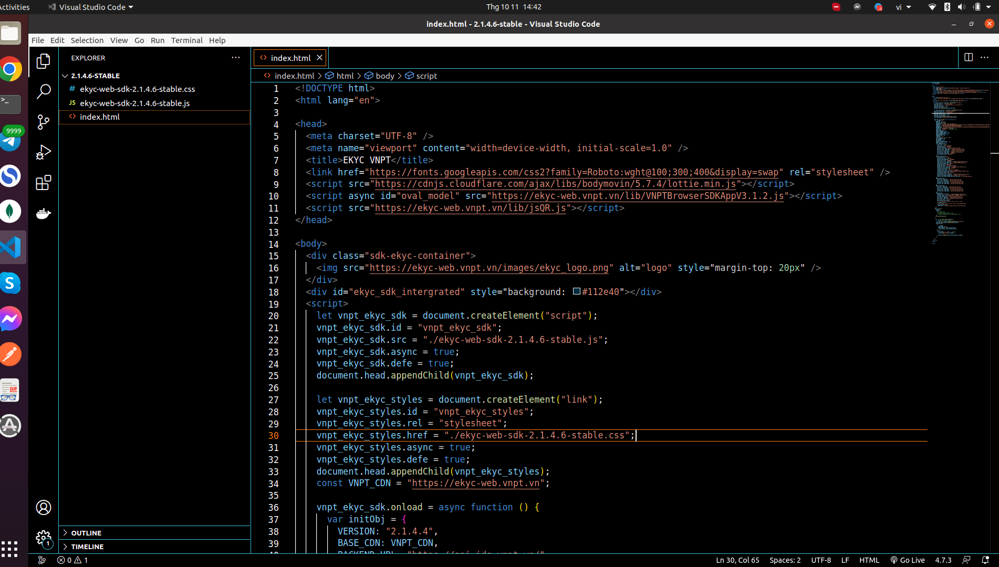 Activities
Visual Studio Code
Thg 10 11 14:42
vi
index.html - 2.1.4.6-stable - Visual Studio Code
File Edit Selection View Go Run Terminal Help
EXPLORER
2.1.4.6-STABLE
# ekyc-web-sdk-2.1.4.6-stable.css
JS ekyc-web-sdk-2.1.4.6-stable.js
<> index.html
9999
OUTLINE
TIMELINE
<> index.html
<> index.html > html > body > script
1 <!DOCTYPE html>
2 <html lang="en">
3
4 <head>
5 <meta charset="UTF-8" />
6 <meta name="viewport" content="width=device-width, initial-scale=1.0" />
7 <title>EKYC VNPT</title>
8 <link href="https://fonts.googleapis.com/css2?family=Roboto:wght@100;300;400&display=swap" rel="stylesheet" />
9 <script src="https://cdnjs.cloudflare.com/ajax/libs/bodymovin/5.7.4/lottie.min.js"></script>
10 <script async id="oval_model" src="https://ekyc-web.vnpt.vn/lib/VNPTBrowserSDKAppV3.1.2.js"></script>
11 <script src="https://ekyc-web.vnpt.vn/lib/jsQR.js"></script>
12 </head>
13
14 <body>
15 <div class="sdk-ekyc-container">
16 <img src="https://ekyc-web.vnpt.vn/images/ekyc_logo.png" alt="logo" style="margin-top: 20px" />
17 </div>
18 <div id="ekyc_sdk_intergrated" style="background: #112e40"></div>
19 <script>
20 let vnpt_ekyc_sdk = document.createElement("script");
21 vnpt_ekyc_sdk.id = "vnpt_ekyc_sdk";
22 vnpt_ekyc_sdk.src = "./ekyc-web-sdk-2.1.4.6-stable.js";
23 vnpt_ekyc_sdk.async = true;
24 vnpt_ekyc_sdk.defe = true;
25 document.head.appendChild(vnpt_ekyc_sdk);
26
27 let vnpt_ekyc_styles = document.createElement("link");
28 vnpt_ekyc_styles.id = "vnpt_ekyc_styles";
29 vnpt_ekyc_styles.rel = "stylesheet";
30 vnpt_ekyc_styles.href = "./ekyc-web-sdk-2.1.4.6-stable.css";
31 vnpt_ekyc_styles.async = true;
32 vnpt_ekyc_styles.defe = true;
33 document.head.appendChild(vnpt_ekyc_styles);
34 const VNPT_CDN = "https://ekyc-web.vnpt.vn";
35
36 vnpt_ekyc_sdk.onload = async function () {
37 var initObj = {
38 VERSION: "2.1.4.4",
39 BASE_CDN: VNPT_CDN,
1
0 1
Ln 30, Col 65 Spaces: 2 UTF-8 LF HTML Go Live 4.7.3